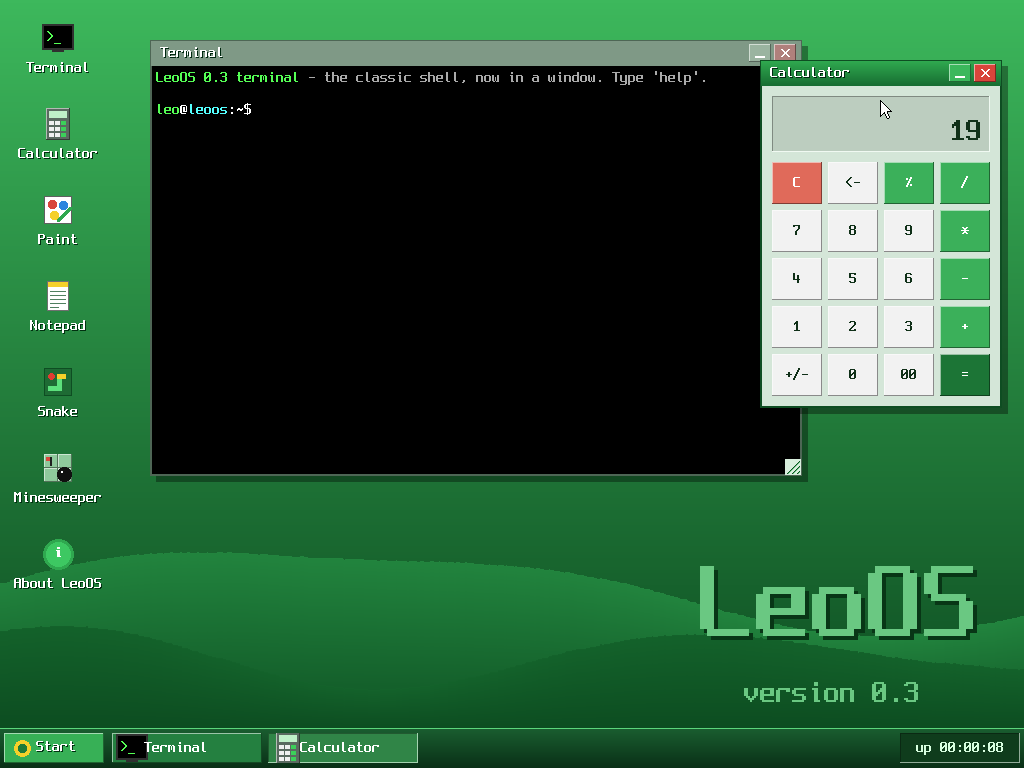 Terminal
Calculator
Paint
Notepad
Snake
Minesweeper
About LeoOS
Terminal
LeoOS 0.3 terminal - the classic shell, now in a window. Type 'help'.
leo@leoos:~$
Calculator
19
C <- % /
7 8 9 *
4 5 6 -
1 2 3 +
+/- 0 00 =
LeoOS
version 0.3
Start
>_ Terminal
Calculator
up 00:00:08